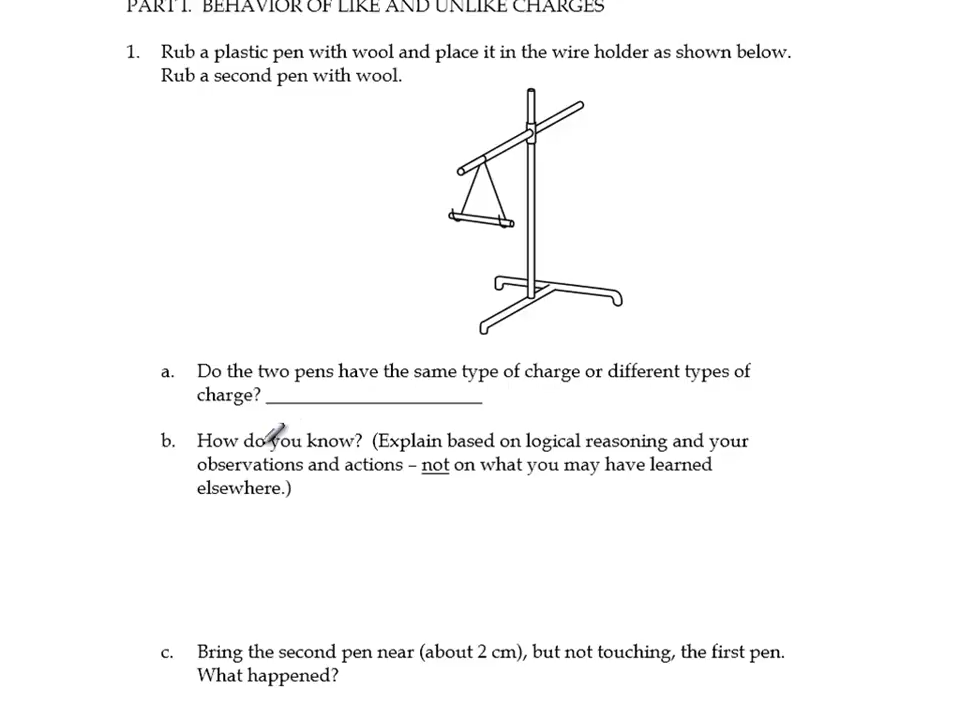 PART I. BEHAVIOR OF LIKE AND UNLIKE CHARGES
1. Rub a plastic pen with wool and place it in the wire holder as shown below.
Rub a second pen with wool.
a. Do the two pens have the same type of charge or different types of
charge? ______________________
b. How do you know? (Explain based on logical reasoning and your
observations and actions – not on what you may have learned
elsewhere.)
c. Bring the second pen near (about 2 cm), but not touching, the first pen.
What happened?